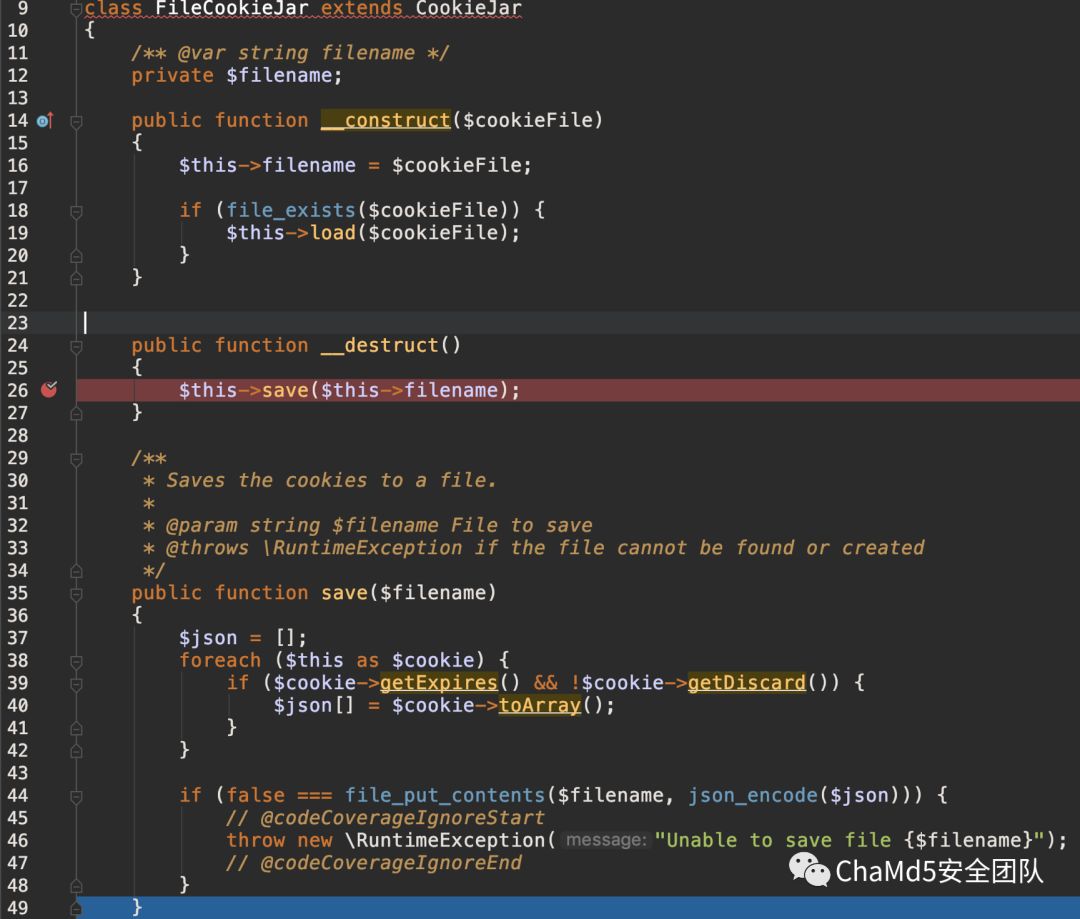 9 class FileCookieJar extends CookieJar
10 {
11     /** @var string filename */
12     private $filename;
13
14     public function __construct($cookieFile)
15     {
16         $this->filename = $cookieFile;
17
18         if (file_exists($cookieFile)) {
19             $this->load($cookieFile);
20         }
21     }
22
23
24     public function __destruct()
25     {
26         $this->save($this->filename);
27     }
28
29     /**
30      * Saves the cookies to a file.
31      *
32      * @param string $filename File to save
33      * @throws \RuntimeException if the file cannot be found or created
34      */
35     public function save($filename)
36     {
37         $json = [];
38         foreach ($this as $cookie) {
39             if ($cookie->getExpires() && !$cookie->getDiscard()) {
40                 $json[] = $cookie->toArray();
41             }
42         }
43
44         if (false === file_put_contents($filename, json_encode($json))) {
45             // @codeCoverageIgnoreStart
46             throw new \RuntimeException( message: "Unable to save file {$filename}");
47             // @codeCoverageIgnoreEnd
48         }
49     }
ChaMd5安全团队